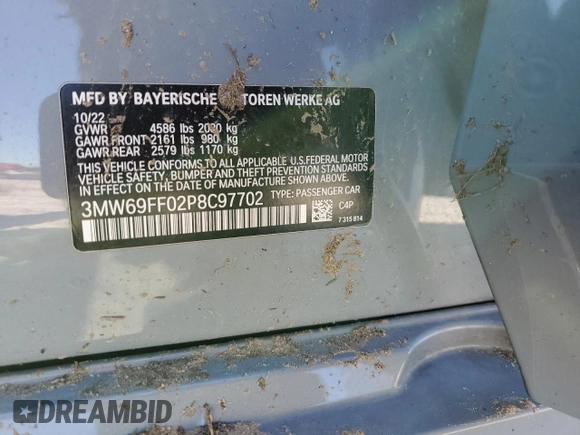 MFD BY BAYERISCHE TOREN WERKE AG
10/22
GVWR 4586 lbs 2080 kg
GAWR FRONT 2161 lbs 980 kg
GAWR REAR 2579 lbs 1170 kg
THIS VEHICLE CONFORMS TO ALL APPLICABLE U.S. FEDERAL MOTOR
VEHICLE SAFETY, BUMPER, AND THEFT PREVENTION STANDARDS
IN EFFECT ON THE DATE OF MANUFACTURE SHOWN ABOVE.
3MW69FF02P8C97702 TYPE: PASSENGER CAR
C4P
7 315 814
DREAMBID